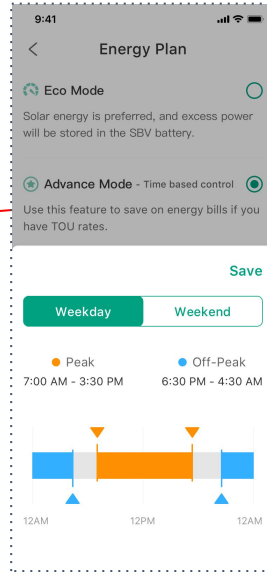 9:41
Energy Plan
Eco Mode
Solar energy is preferred, and excess power
will be stored in the SBV battery.
Advance Mode - Time based control
Use this feature to save on energy bills if you
have TOU rates.
Save
Weekday Weekend
Peak Off-Peak
7:00 AM - 3:30 PM 6:30 PM - 4:30 AM
12AM 12PM 12AM